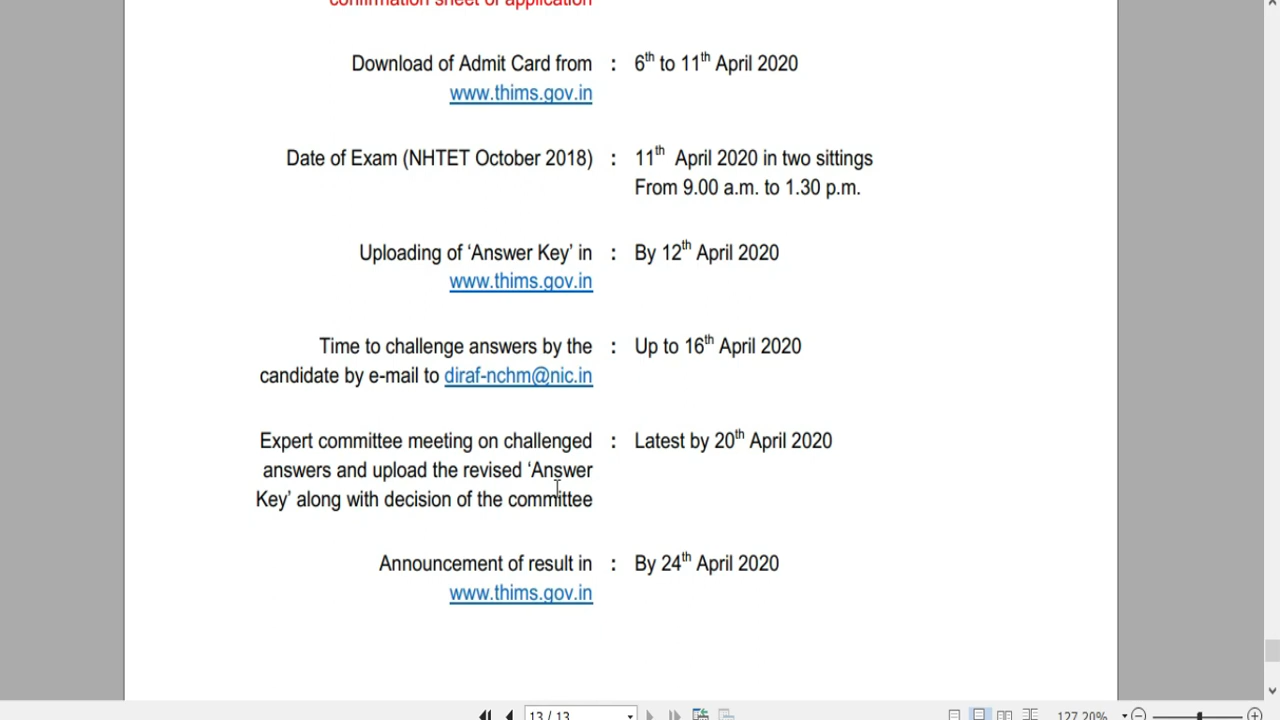 confirmation sheet of application
Download of Admit Card from : 6th to 11th April 2020
www.thims.gov.in
Date of Exam (NHTET October 2018) : 11th April 2020 in two sittings
From 9.00 a.m. to 1.30 p.m.
Uploading of ‘Answer Key’ in : By 12th April 2020
www.thims.gov.in
Time to challenge answers by the : Up to 16th April 2020
candidate by e-mail to diraf-nchm@nic.in
Expert committee meeting on challenged : Latest by 20th April 2020
answers and upload the revised ‘Answer
Key’ along with decision of the committee
Announcement of result in : By 24th April 2020
www.thims.gov.in
13 / 13
127.20%